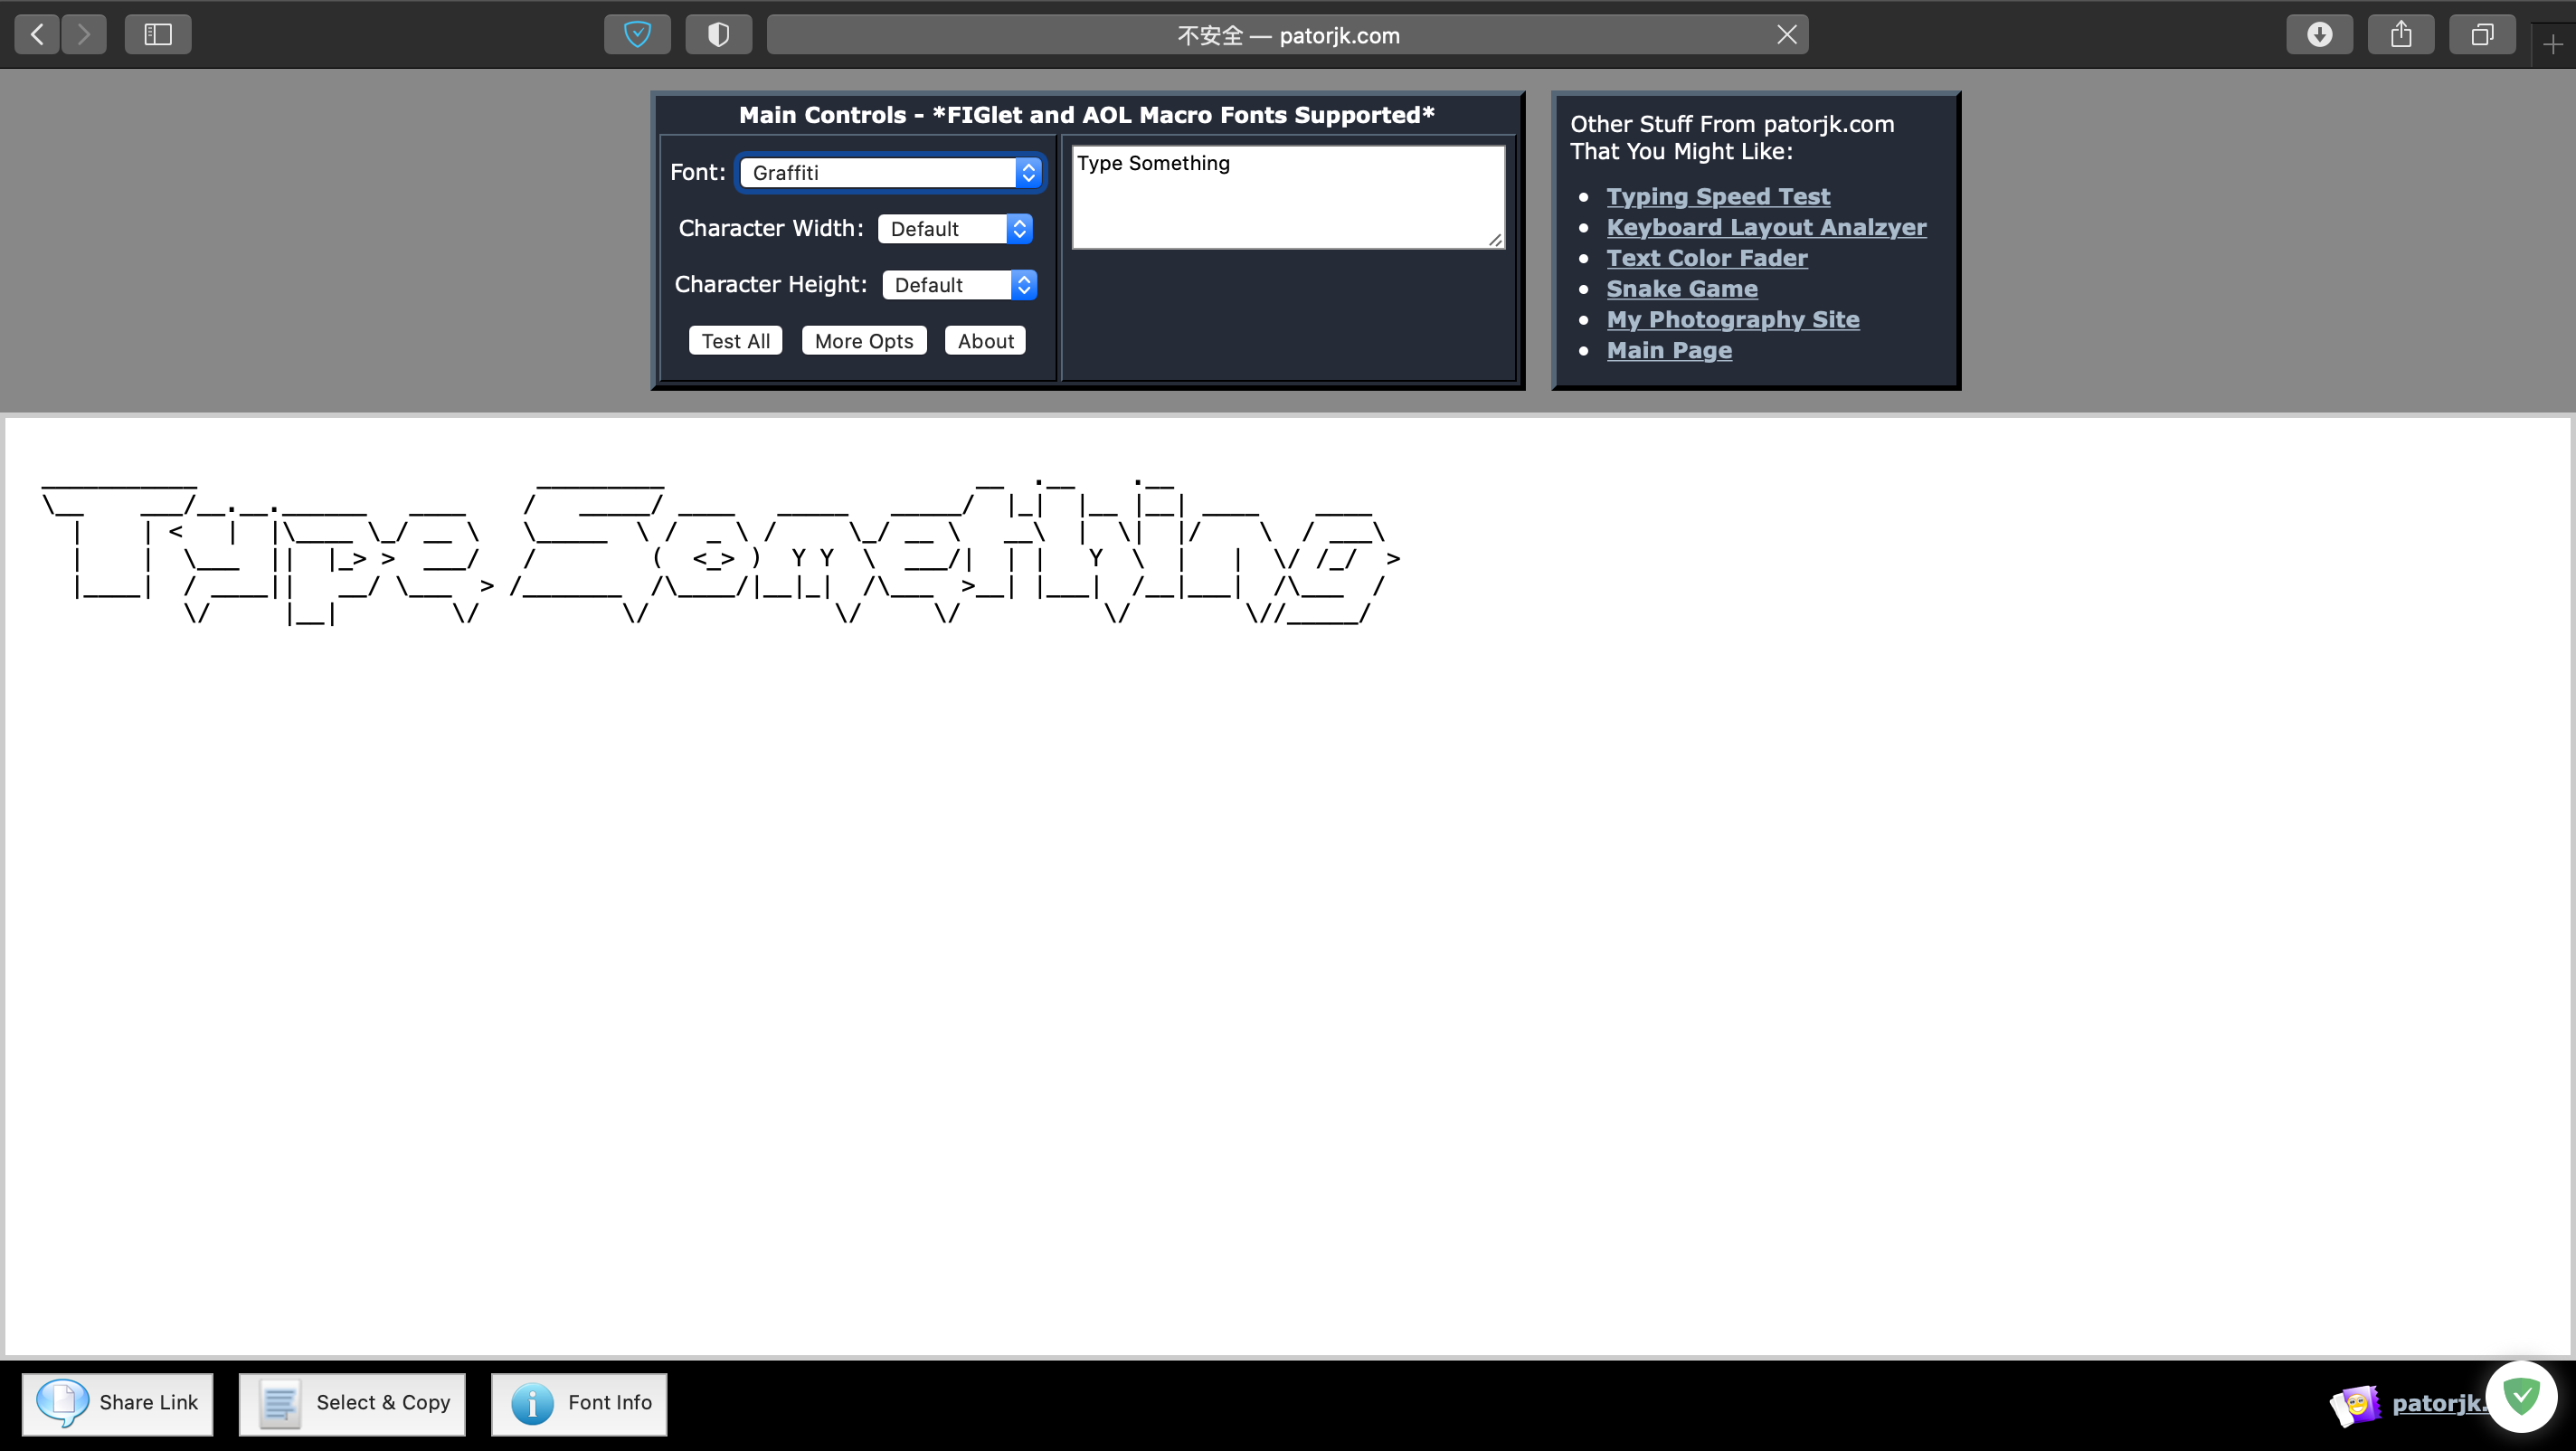 不安全 — patorjk.com
Main Controls - *FIGlet and AOL Macro Fonts Supported*
Font: Graffiti
Character Width: Default
Character Height: Default
Test All More Opts About
Type Something
Other Stuff From patorjk.com
That You Might Like:
Typing Speed Test
Keyboard Layout Analzyer
Text Color Fader
Snake Game
My Photography Site
Main Page
Type Something
Share Link
Select & Copy
Font Info
patorjk.